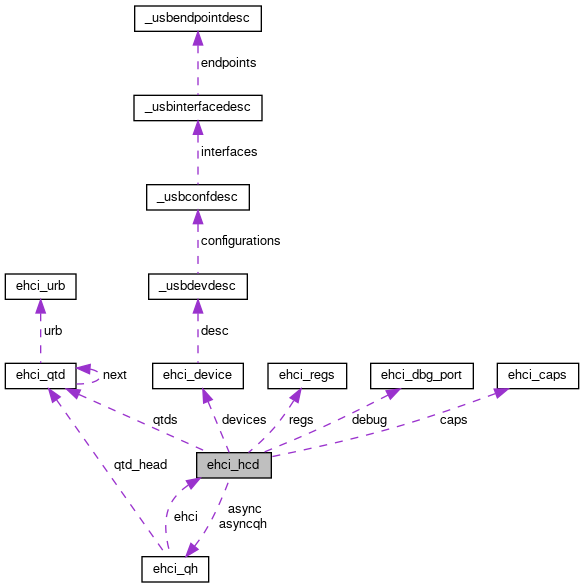 _usbendpointdesc
endpoints
_usbinterfacedesc
interfaces
_usbconfdesc
configurations
ehci_urb
_usbdevdesc
urb
desc
ehci_qtd
next
ehci_device
ehci_regs
ehci_dbg_port
ehci_caps
qtds
devices
regs
debug
caps
qtd_head
ehci_hcd
ehci
async
asyncqh
ehci_qh